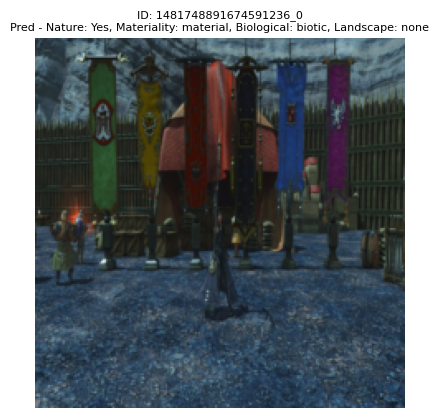 ID: 1481748891674591236_0
Pred - Nature: Yes, Materiality: material, Biological: biotic, Landscape: none